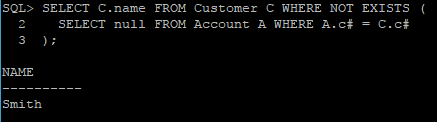 SQL> SELECT C.name FROM Customer C WHERE NOT EXISTS (
2 SELECT null FROM Account A WHERE A.c# = C.c#
3 );
NAME
----------
Smith